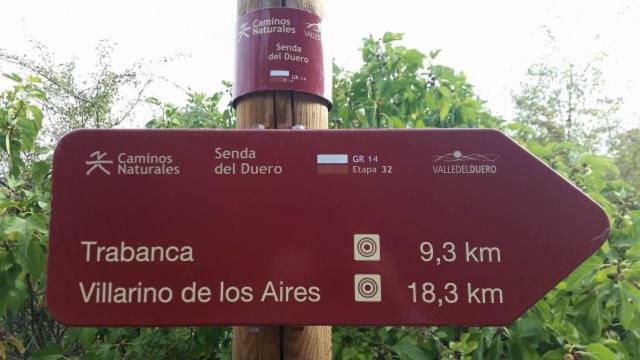 Caminos
Naturales
VALLEDELDUERO
Senda
del Duero
GR 14
Caminos
Naturales
Senda
del Duero
GR 14
Etapa 32
VALLEDELDUERO
Trabanca 9,3 km
Villarino de los Aires 18,3 km